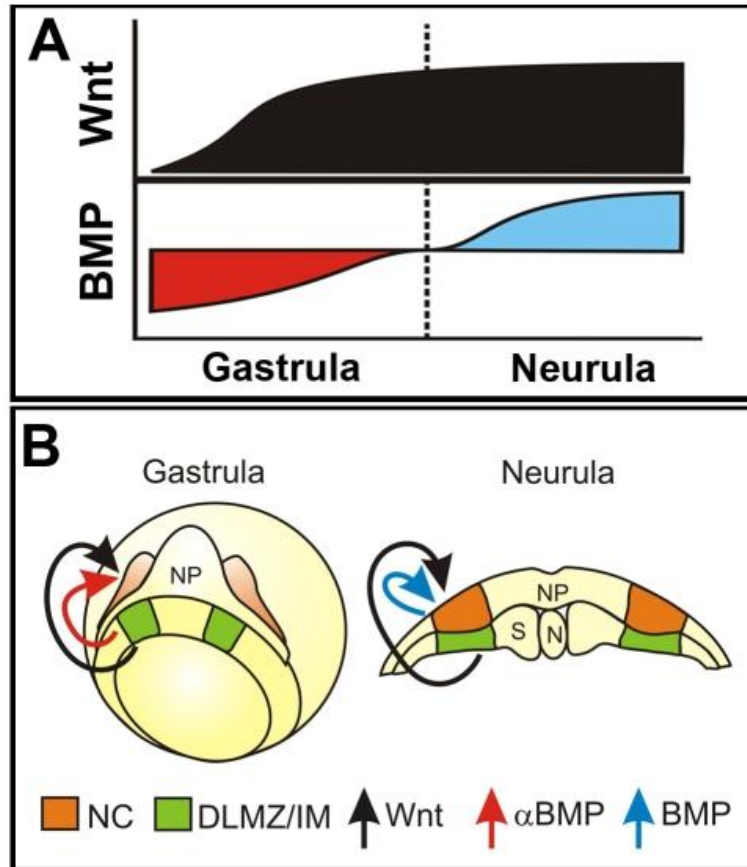 A
Wnt
BMP
Gastrula Neurula
B
Gastrula Neurula
NP
NP
S N
NC DLMZ/IM Wnt αBMP BMP